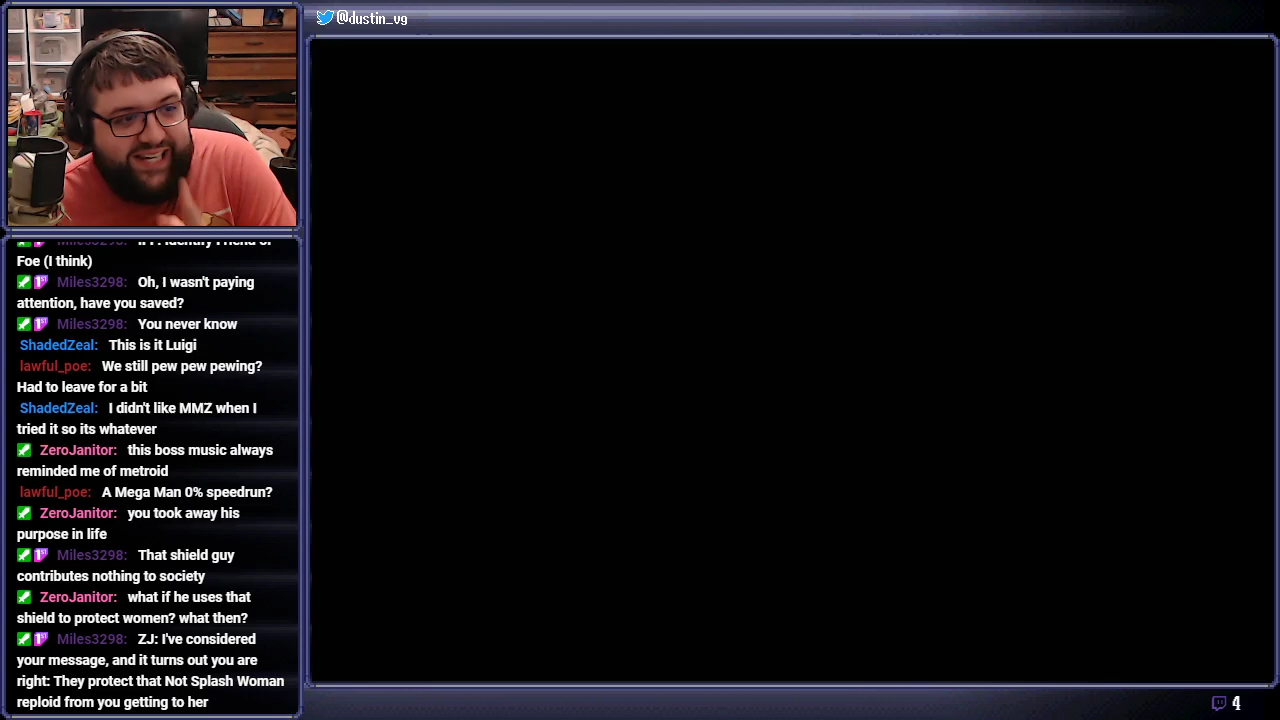 @dustin_vg
Foe (I think)
Miles3298: Oh, I wasn't paying
attention, have you saved?
Miles3298: You never know
ShadedZeal: This is it Luigi
lawful_poe: We still pew pew pewing?
Had to leave for a bit
ShadedZeal: I didn't like MMZ when I
tried it so its whatever
ZeroJanitor: this boss music always
reminded me of metroid
lawful_poe: A Mega Man 0% speedrun?
ZeroJanitor: you took away his
purpose in life
Miles3298: That shield guy
contributes nothing to society
ZeroJanitor: what if he uses that
shield to protect women? what then?
Miles3298: ZJ: I've considered
your message, and it turns out you are
right: They protect that Not Splash Woman
reploid from you getting to her
4